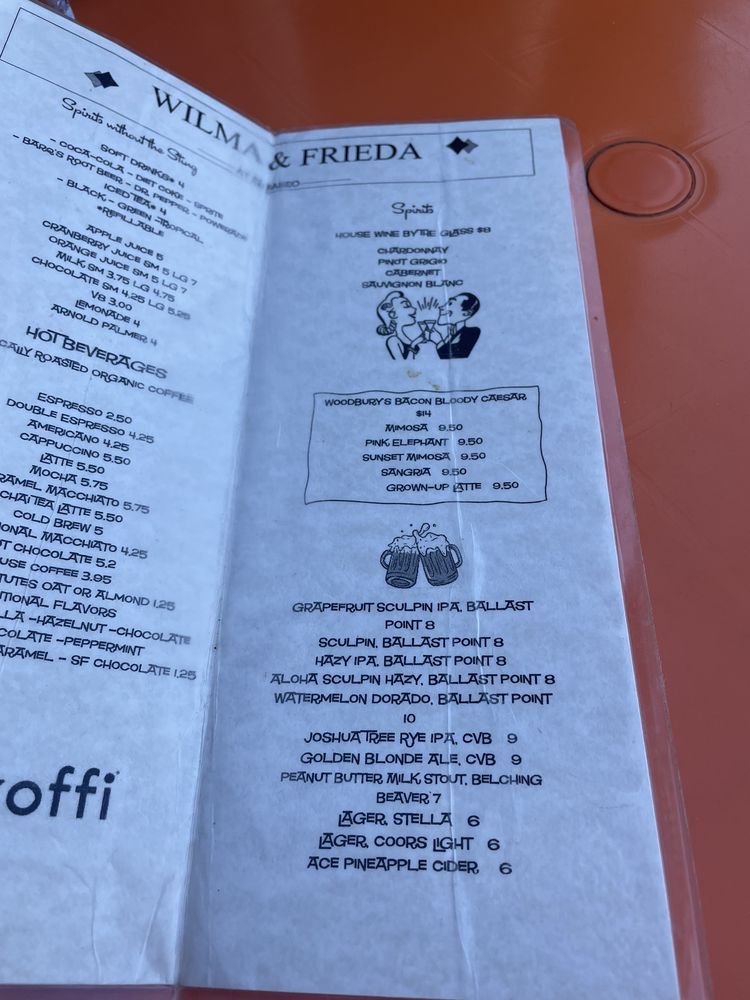 WILMA & FRIEDA
Spirits without the Sting
SOFT DRINKS* 4
- COCA-COLA - DIET COKE - SPRITE
- BARQ'S ROOT BEER - DR. PEPPER - POWERADE
ICED TEA* 4
- BLACK - GREEN -TROPICAL
*REFILLABLE
APPLE JUICE 5
CRANBERRY JUICE SM 5 LG 7
ORANGE JUICE SM 5 LG 7
MILK SM 3.75 LG 4.75
CHOCOLATE SM 4.25 LG 5.25
V8 3.00
LEMONADE 4
ARNOLD PALMER 4
HOT BEVERAGES
CALLY ROASTED ORGANIC COFFEE
ESPRESSO 2.50
DOUBLE ESPRESSO 4.25
AMERICANO 4.25
CAPPUCCINO 5.50
LATTE 5.50
MOCHA 5.75
RAMEL MACCHIATO 5.75
CHAI TEA LATTE 5.50
COLD BREW 5
IONAL MACCHIATO 4.25
OT CHOCOLATE 5.2
USE COFFEE 3.95
TUTES OAT OR ALMOND 1.25
ITIONAL FLAVORS
LLA -HAZELNUT -CHOCOLATE
COLATE -PEPPERMINT
ARAMEL - SF CHOCOLATE 1.25
offi
Spirits
HOUSE WINE BY THE GLASS $8
CHARDONNAY
PINOT GRIGIO
CABERNET
SAUVIGNON BLANC
WOODBURY'S BACON BLOODY CAESAR
$14
MIMOSA 9.50
PINK ELEPHANT 9.50
SUNSET MIMOSA 9.50
SANGRIA 9.50
GROWN-UP LATTE 9.50
GRAPEFRUIT SCULPIN IPA, BALLAST
POINT 8
SCULPIN, BALLAST POINT 8
HAZY IPA, BALLAST POINT 8
ALOHA SCULPIN HAZY, BALLAST POINT 8
WATERMELON DORADO, BALLAST POINT
10
JOSHUA TREE RYE IPA, CVB 9
GOLDEN BLONDE ALE, CVB 9
PEANUT BUTTER MILK STOUT, BELCHING
BEAVER 7
LAGER, STELLA 6
LAGER, COORS LIGHT 6
ACE PINEAPPLE CIDER 6